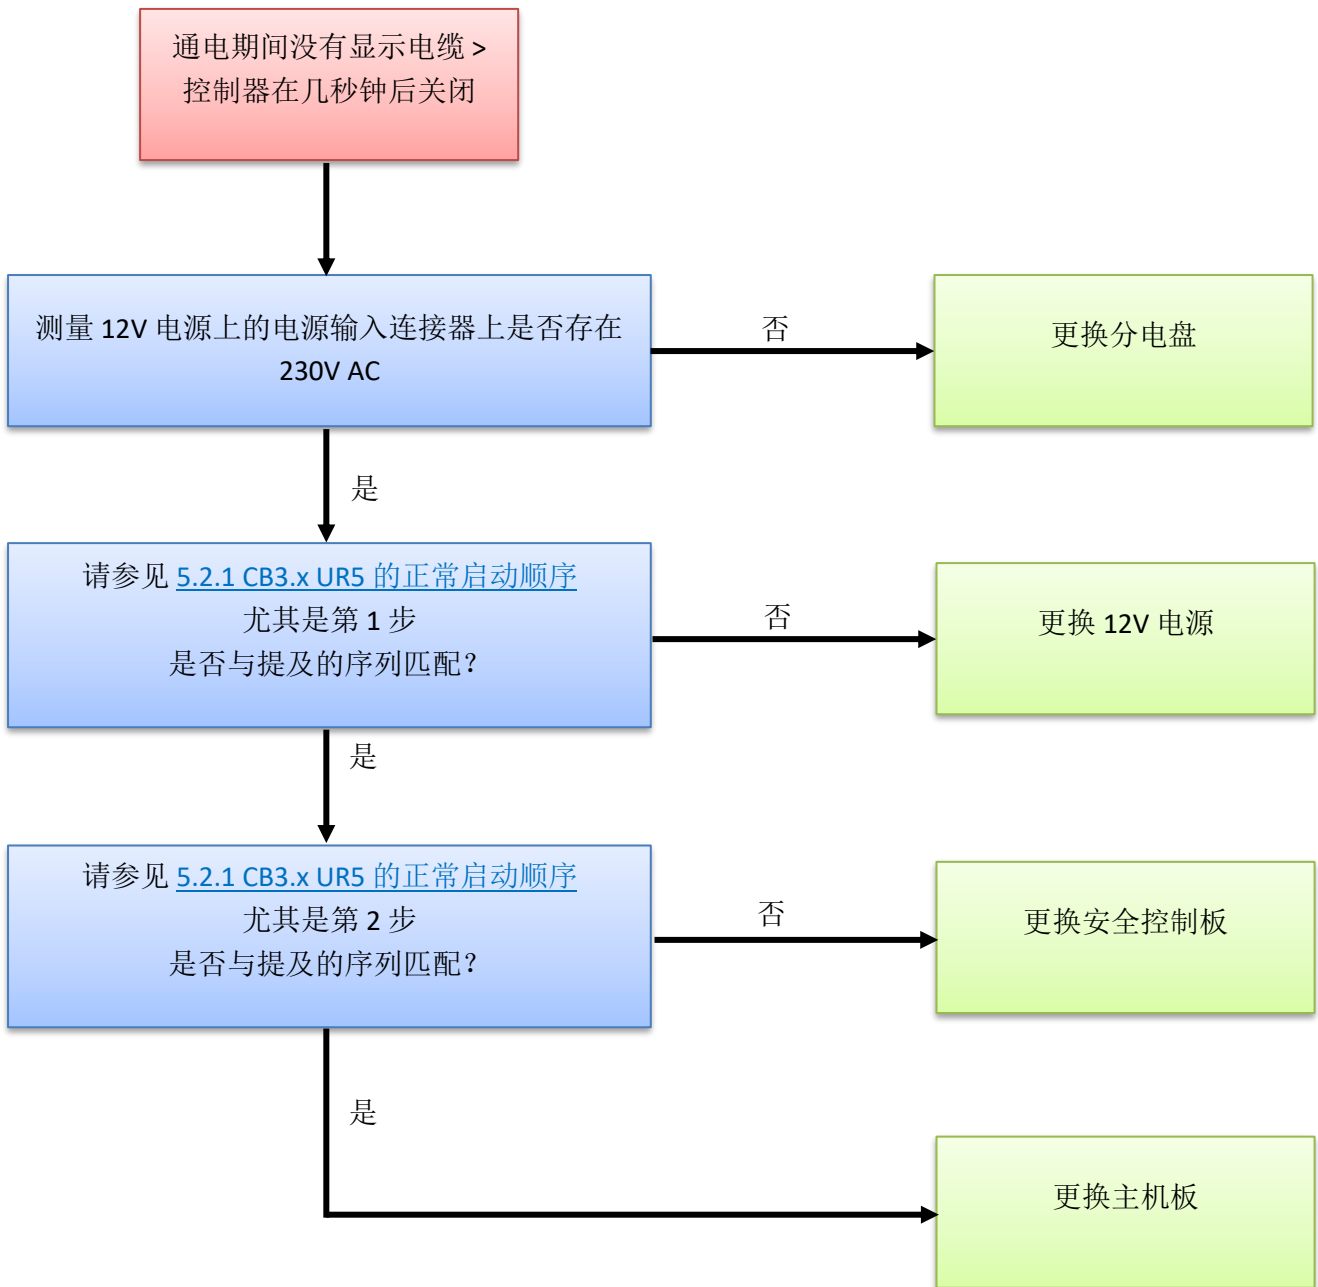 通电期间没有显示电缆 >
控制器在几秒钟后关闭
测量 12V 电源上的电源输入连接器上是否存在
230V AC
否
更换分电盘
是
请参见 5.2.1 CB3.x UR5 的正常启动顺序
尤其是第 1 步
是否与提及的序列匹配？
否
更换 12V 电源
是
请参见 5.2.1 CB3.x UR5 的正常启动顺序
尤其是第 2 步
是否与提及的序列匹配？
否
更换安全控制板
是
更换主机板